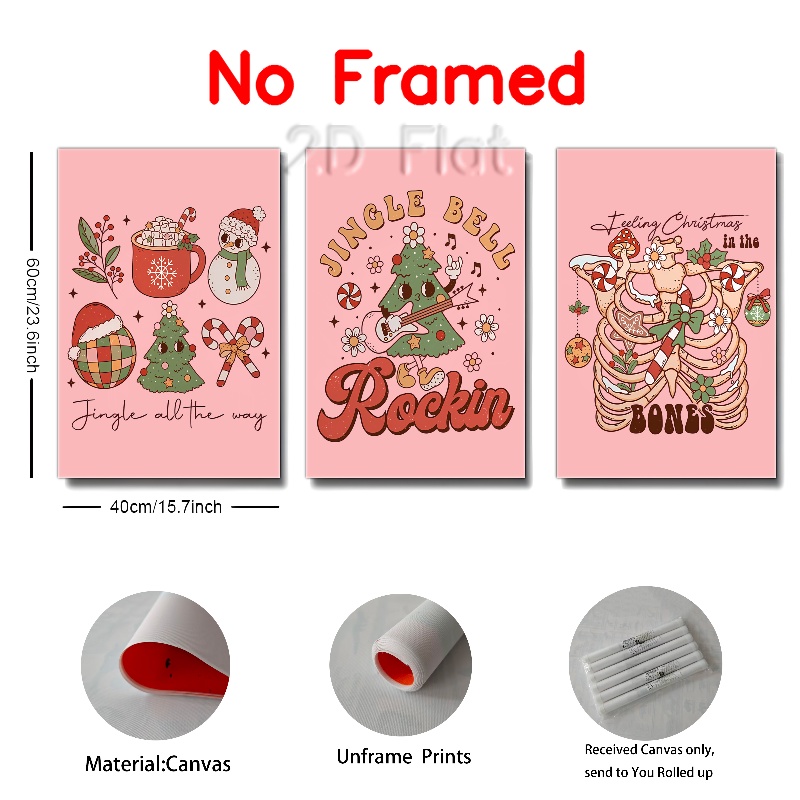 No Framed
2D Flat
60cm/23.6inch
Jingle all the way
40cm/15.7inch
JINGLE BELL
Rockin
Feeling Christmas
in the
BONES
Material:Canvas
Unframe Prints
Received Canvas only,
send to You Rolled up